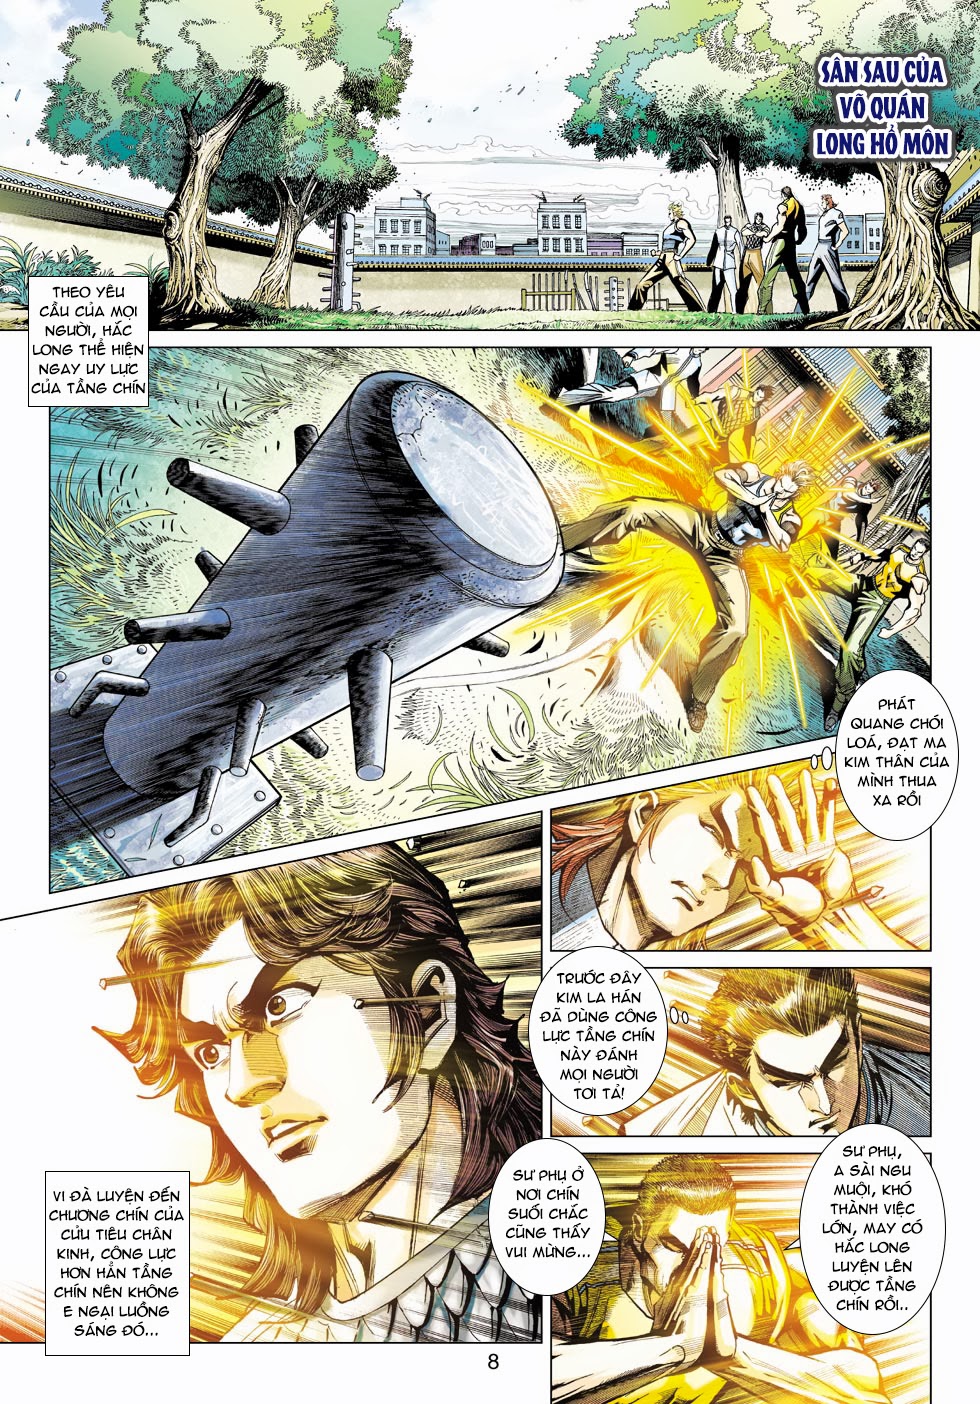 SÂN SAU CỦA
VÕ QUÁN
LONG HỔ MÔN
THEO YÊU
CẦU CỦA MỌI
NGƯỜI, HẮC
LONG THỂ HIỆN
NGAY UY LỰC
CỦA TẦNG CHÍN
PHÁT
QUANG CHÓI
LOÁ, ĐẠT MA
KIM THÂN CỦA
MÌNH THUA
XA RỒI
TRƯỚC ĐÂY
KIM LA HÁN
ĐÃ DÙNG CÔNG
LỰC TẦNG CHÍN
NÀY ĐÁNH
MỌI NGƯỜI
TƠI TẢ!
VI ĐÀ LUYỆN ĐẾN
CHƯƠNG CHÍN CỦA
CỬU TIÊU CHÂN
KINH, CÔNG LỰC
HƠN HẲN TẦNG
CHÍN NÊN KHÔNG
E NGẠI LUỒNG
SÁNG ĐÓ...
SƯ PHỤ,
A SÀI NGU
MUỘI, KHÓ
THÀNH VIỆC
LỚN, MAY CÓ
HẮC LONG
LUYỆN LÊN
ĐƯỢC TẦNG
CHÍN RỒI..
SƯ PHỤ Ở
NƠI CHÍN
SUỐI CHẮC
CŨNG THẤY
VUI MỪNG...
8